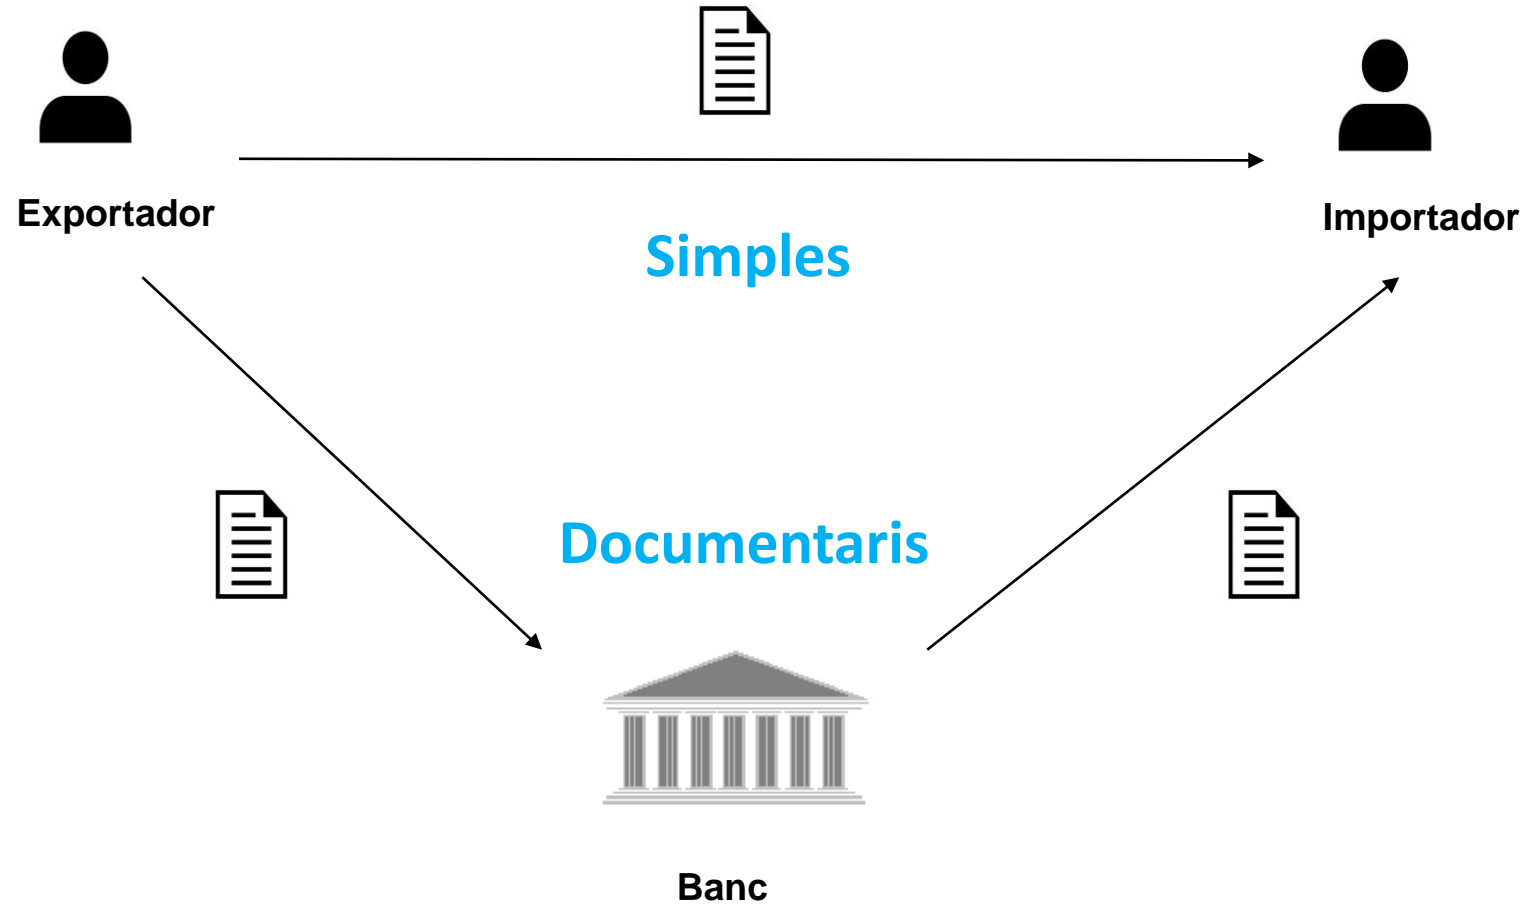 Exportador
Importador
Simples
Documentaris
Banc